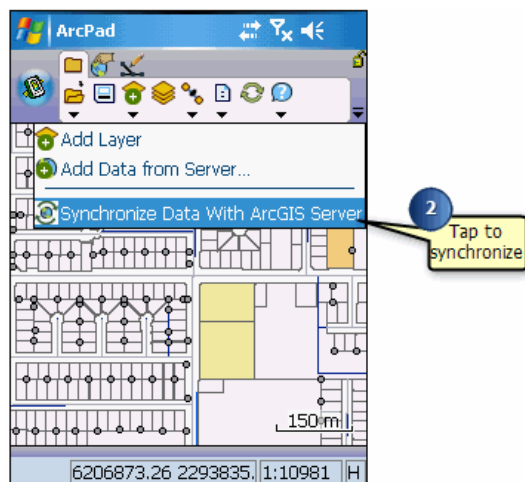 ArcPad
Add Layer
Add Data from Server...
Synchronize Data With ArcGIS Server
2
Tap to
synchronize
150 m
6206873.26 2293835. 1:10981 H